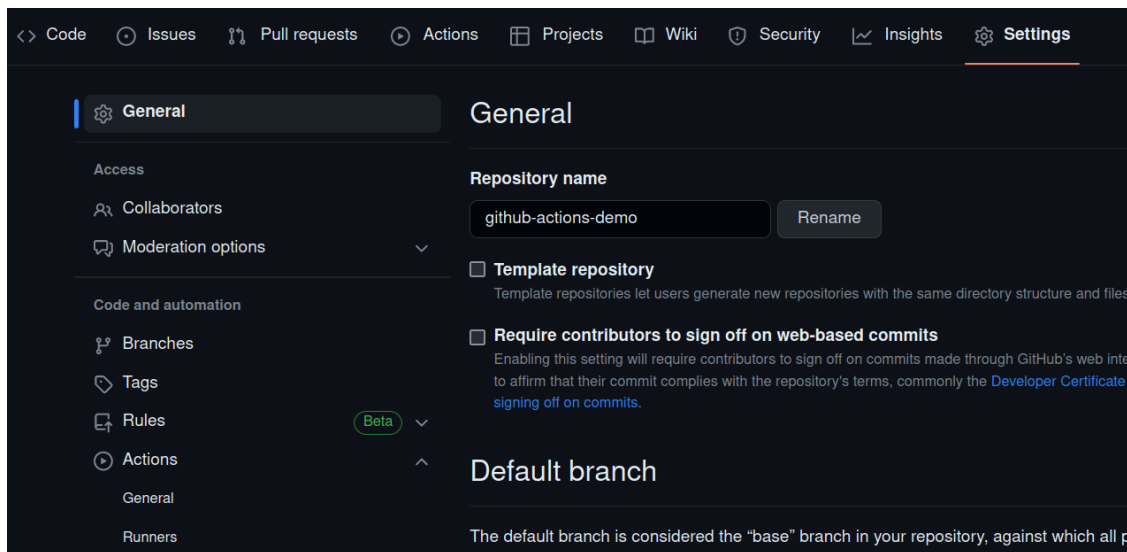 Code Issues Pull requests Actions Projects Wiki Security Insights Settings
General
Access
Collaborators
Moderation options
Code and automation
Branches
Tags
Rules Beta
Actions
General
Runners
General
Repository name
github-actions-demo Rename
Template repository
Template repositories let users generate new repositories with the same directory structure and files
Require contributors to sign off on web-based commits
Enabling this setting will require contributors to sign off on commits made through GitHub's web inte
to affirm that their commit complies with the repository's terms, commonly the Developer Certificate
signing off on commits.
Default branch
The default branch is considered the “base” branch in your repository, against which all p